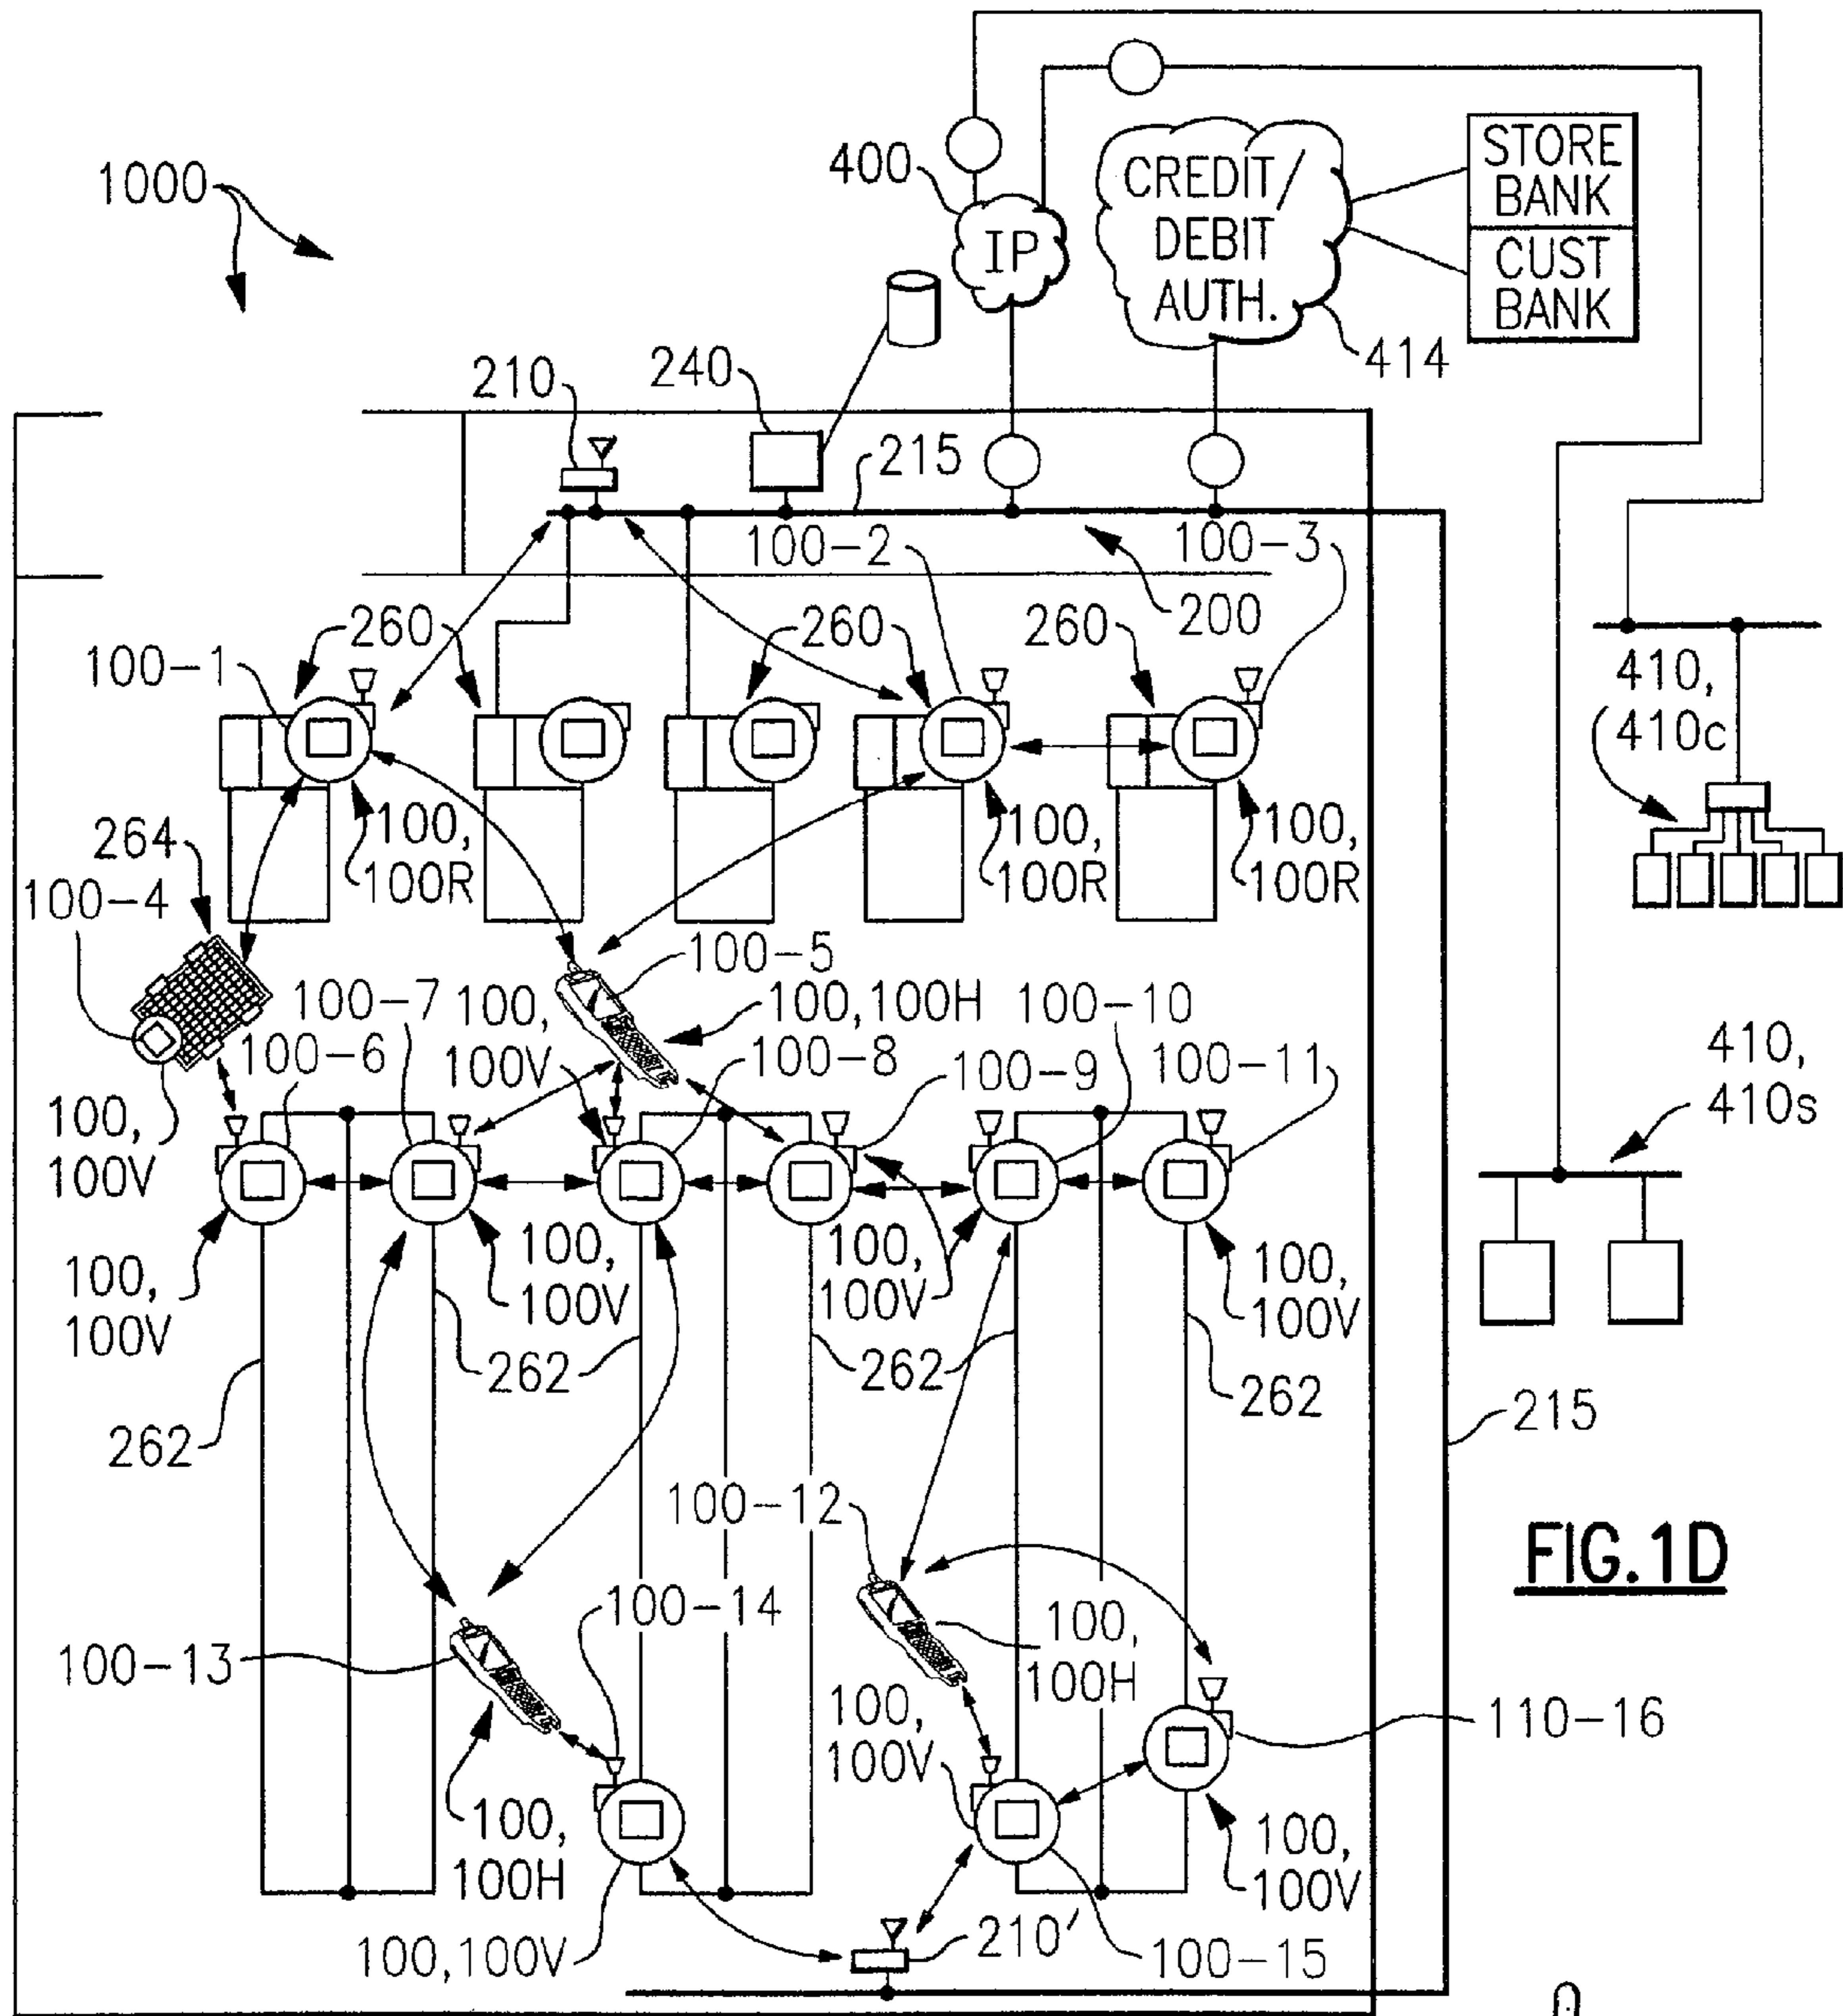 1000
400
IP
CREDIT/
DEBIT
AUTH.
STORE
BANK
CUST
BANK
414
210
240
215
100-2
100-3
200
260
260
260
100-1
410,
410c
100,
100R
100,
100R
100,
100R
264
100-4
100-5
100-7
100,
100V
100,100H
100-10
100-6
100-8
100-9
100-11
410,
410s
100,
100V
100,
100V
100,
100V
100,
100V
100,
100V
262
262
262
262
215
100-12
FIG.1D
100-14
100-13
100,
100H
100,
100V
110-16
100,
100H
100,
100V
100,100V
210'
100-15